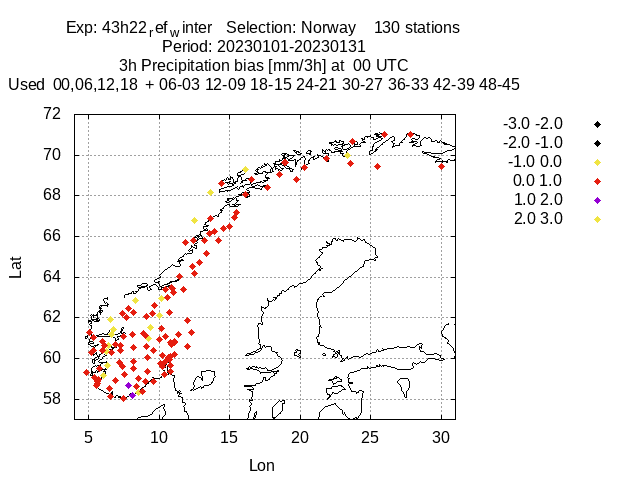 Exp: 43h22refwinter Selection: Norway 130 stations
Period: 20230101-20230131
3h Precipitation bias [mm/3h] at 00 UTC
Used 00,06,12,18 + 06-03 12-09 18-15 24-21 30-27 36-33 42-39 48-45
-3.0 -2.0
-2.0 -1.0
-1.0 0.0
0.0 1.0
1.0 2.0
2.0 3.0
72
70
68
66
64
62
60
58
Lat
5 10 15 20 25 30
Lon